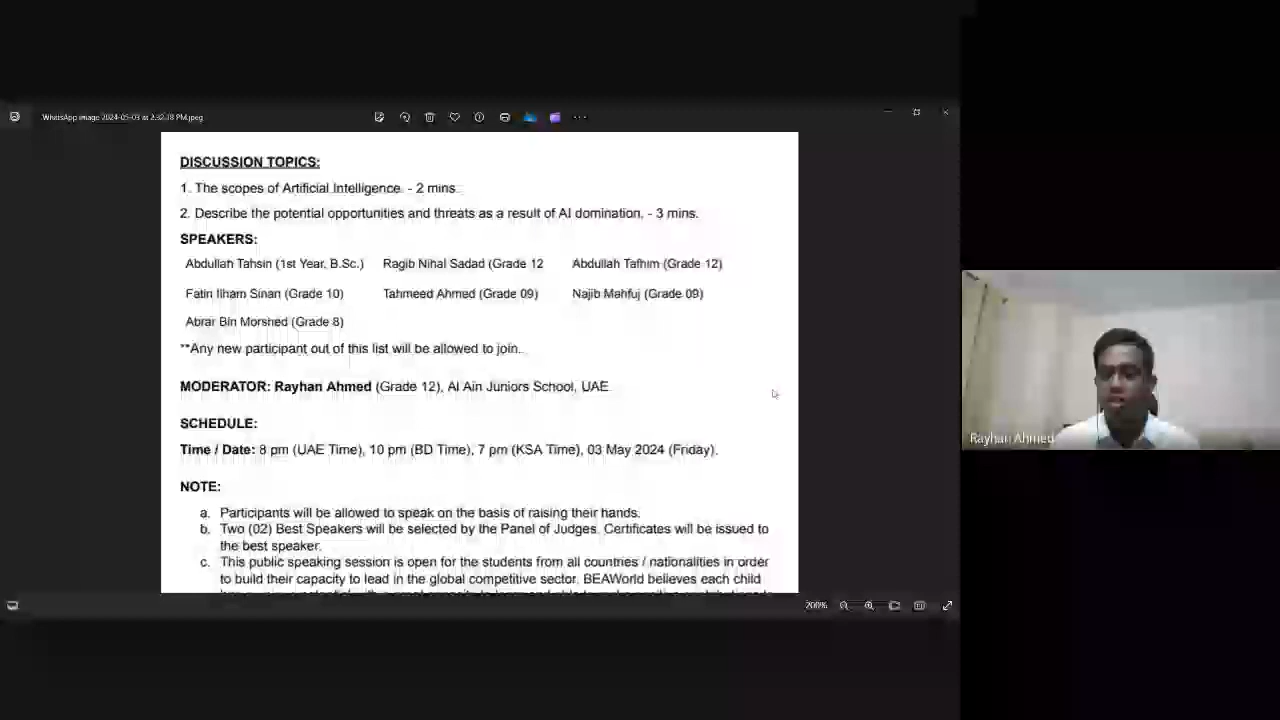 WhatsApp Image 2024-05-03 at 2.32.18 PM.jpeg
DISCUSSION TOPICS:
1. The scopes of Artificial Intelligence. - 2 mins.
2. Describe the potential opportunities and threats as a result of AI domination. - 3 mins.
SPEAKERS:
Abdullah Tahsin (1st Year, B.Sc.) Ragib Nihal Sadad (Grade 12 Abdullah Tafhim (Grade 12)
Fatin Ilham Sinan (Grade 10) Tahmeed Ahmed (Grade 09) Najib Mahfuj (Grade 09)
Abrar Bin Morshed (Grade 8)
**Any new participant out of this list will be allowed to join.
MODERATOR: Rayhan Ahmed (Grade 12), Al Ain Juniors School, UAE
SCHEDULE:
Time / Date: 8 pm (UAE Time), 10 pm (BD Time), 7 pm (KSA Time), 03 May 2024 (Friday).
NOTE:
a. Participants will be allowed to speak on the basis of raising their hands.
b. Two (02) Best Speakers will be selected by the Panel of Judges. Certificates will be issued to
the best speaker.
c. This public speaking session is open for the students from all countries / nationalities in order
to build their capacity to lead in the global competitive sector. BEAWorld believes each child
200%
Rayhan Ahmed